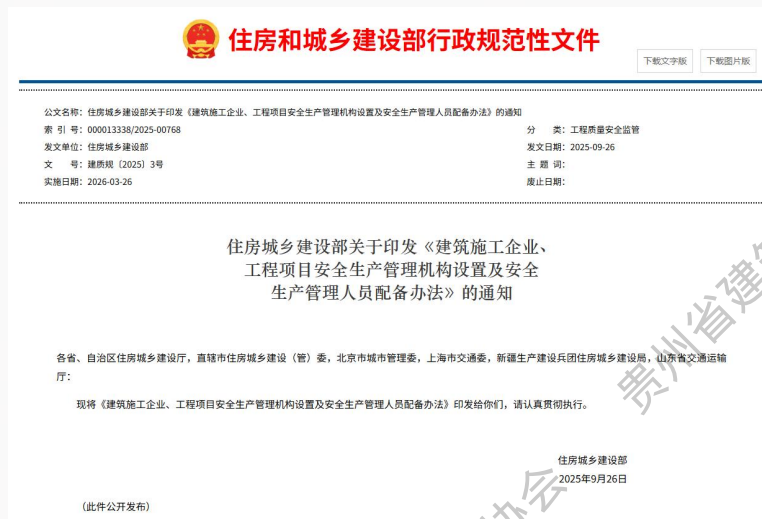 住房和城乡建设部行政规范性文件
下载文字版 下载图片版
公文名称：住房城乡建设部关于印发《建筑施工企业、工程项目安全生产管理机构设置及安全生产管理人员配备办法》的通知
索 引 号：000013338/2025-00768 分 类：工程质量安全监管
发文单位：住房城乡建设部 发文日期：2025-09-26
文 号：建质规〔2025〕3号 主 题 词：
实施日期：2026-03-26 废止日期：
住房城乡建设部关于印发《建筑施工企业、
工程项目安全生产管理机构设置及安全
生产管理人员配备办法》的通知
各省、自治区住房城乡建设厅，直辖市住房城乡建设（管）委，北京市城市管理委，上海市交通委，新疆生产建设兵团住房城乡建设局，山东省交通运输
厅：
现将《建筑施工企业、工程项目安全生产管理机构设置及安全生产管理人员配备办法》印发给你们，请认真贯彻执行。
住房城乡建设部
2025年9月26日
（此件公开发布）
贵州省建
协会